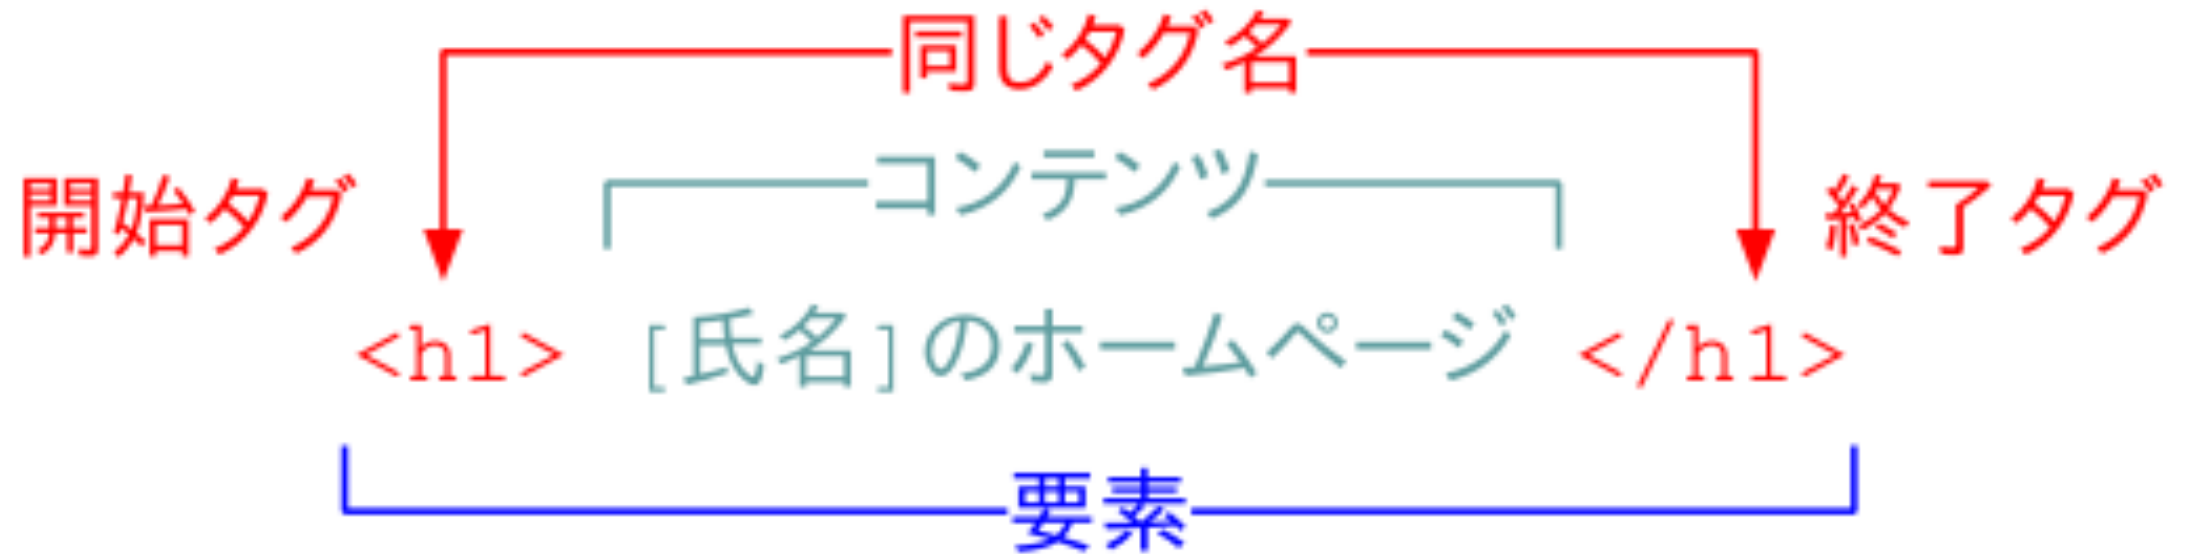 同じタグ名
コンテンツ
開始タグ
終了タグ
<h1> [氏名]のホームページ </h1>
要素